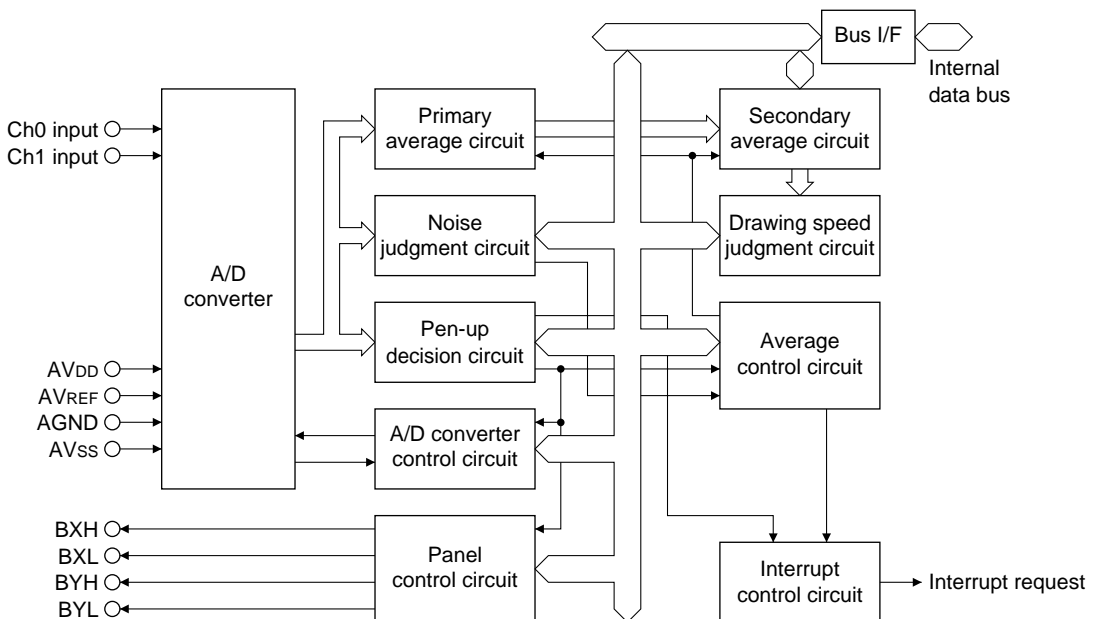 Bus I/F
Internal
data bus
Ch0 input
Ch1 input
Primary
average circuit
Secondary
average circuit
Noise
judgment circuit
Drawing speed
judgment circuit
A/D
converter
Pen-up
decision circuit
Average
control circuit
AVDD
AVREF
AGND
AVSS
A/D converter
control circuit
BXH
BXL
BYH
BYL
Panel
control circuit
Interrupt
control circuit
Interrupt request